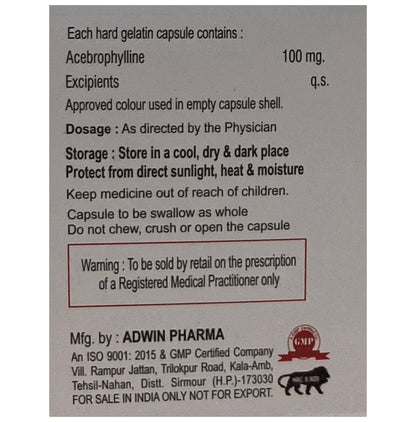 Each hard gelatin capsule contains :
Acebrophylline 100 mg.
Excipients q.s.
Approved colour used in empty capsule shell.
Dosage : As directed by the Physician
Storage : Store in a cool, dry & dark place
Protect from direct sunlight, heat & moisture
Keep medicine out of reach of children.
Capsule to be swallow as whole
Do not chew, crush or open the capsule
Warning : To be sold by retail on the prescription
of a Registered Medical Practitioner only
Mfg. by : ADWIN PHARMA
An ISO 9001: 2015 & GMP Certified Company
Vill. Rampur Jattan, Trilokpur Road, Kala-Amb,
Tehsil-Nahan, Distt. Sirmour (H.P.)-173030
FOR SALE IN INDIA ONLY NOT FOR EXPORT.
GMP
MADE IN INDIA